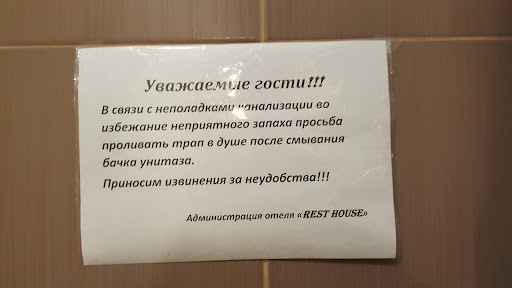 Уважаемые гости!!!
В связи с неполадками канализации во
избежание неприятного запаха просьба
проливать трап в душе после смывания
бачка унитаза.
Приносим извинения за неудобства!!!
Администрация отеля «REST HOUSE»